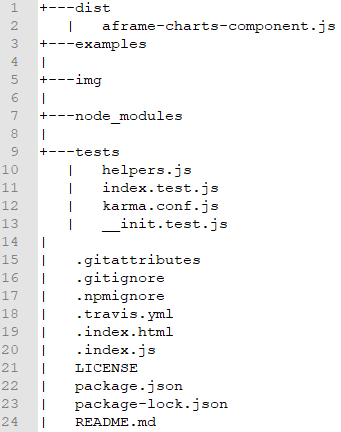 1 +---dist
2    |   aframe-charts-component.js
3 +---examples
4 |
5 +---img
6 |
7 +---node_modules
8 |
9 +---tests
10    |   helpers.js
11    |   index.test.js
12    |   karma.conf.js
13    |   __init.test.js
14 |
15 |   .gitattributes
16 |   .gitignore
17 |   .npmignore
18 |   .travis.yml
19 |   .index.html
20 |   .index.js
21 |   LICENSE
22 |   package.json
23 |   package-lock.json
24 |   README.md